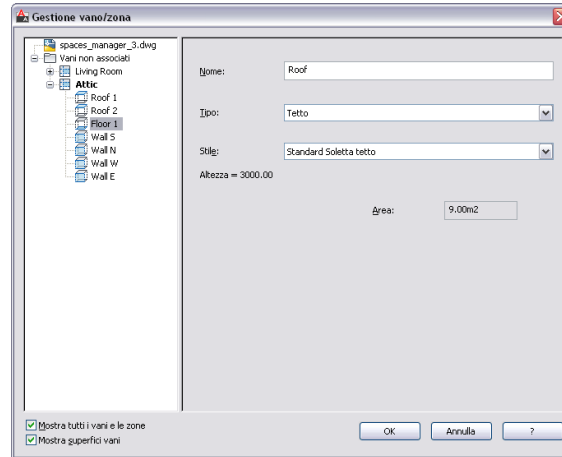 Gestione vano/zona
spaces_manager_3.dwg
Vani non associati
Living Room
Attic
Roof 1
Roof 2
Floor 1
Wall S
Wall N
Wall W
Wall E
Nome: Roof
Tipo: Tetto
Stile: Standard Soletta tetto
Altezza = 3000.00
Area: 9.00m2
Mostra tutti i vani e le zone
Mostra superfici vani
OK Annulla ?